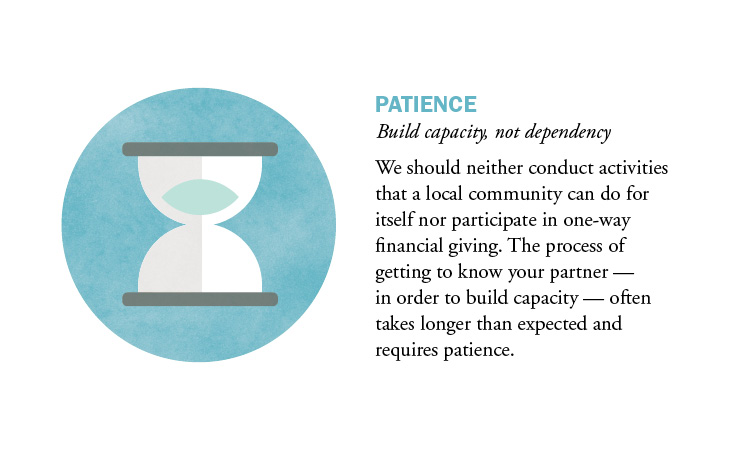 PATIENCE
Build capacity, not dependency
We should neither conduct activities
that a local community can do for
itself nor participate in one-way
financial giving. The process of
getting to know your partner —
in order to build capacity — often
takes longer than expected and
requires patience.